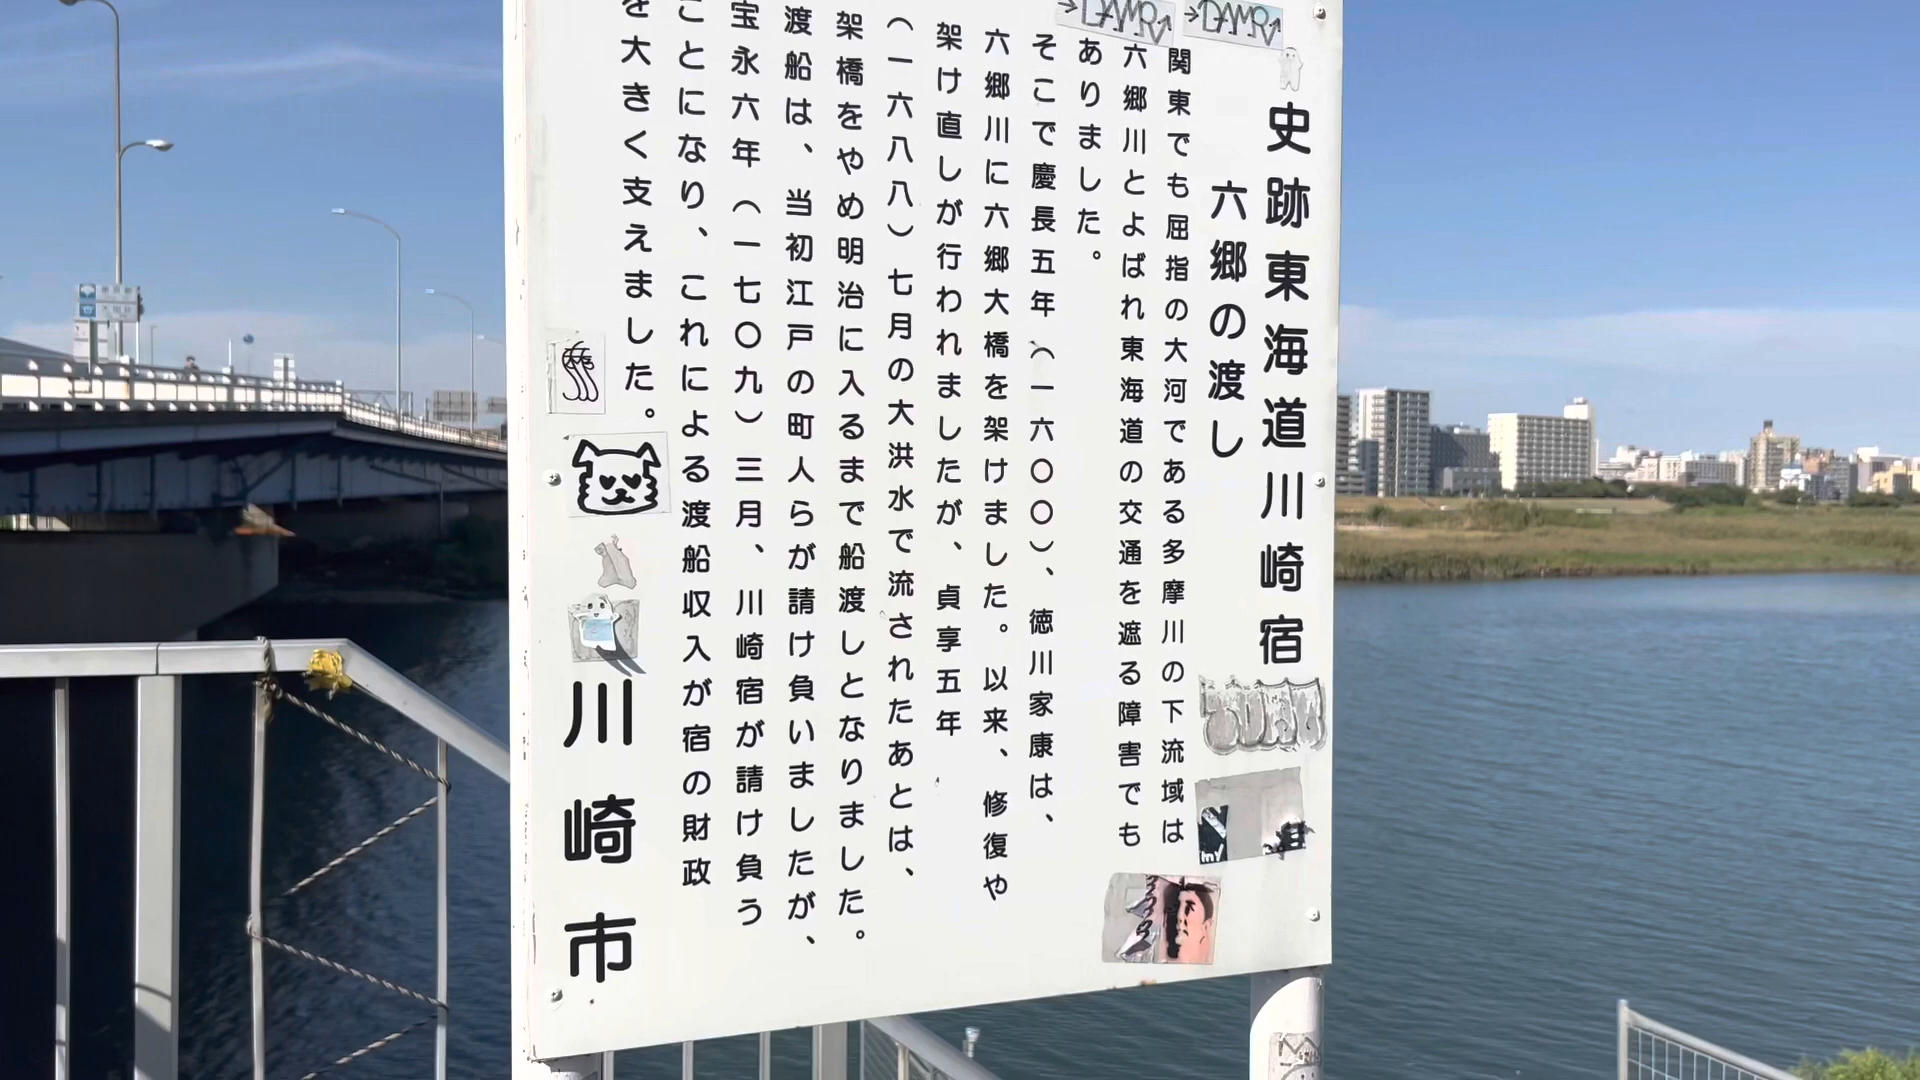 史跡東海道川崎宿
六郷の渡し
関東でも屈指の大河である多摩川の下流域は
六郷川とよばれ東海道の交通を遮る障害でも
ありました。
そこで慶長五年（一六〇〇）、徳川家康は、
六郷川に六郷大橋を架けました。以来、修復や
架け直しが行われましたが、貞享五年
（一六八八）七月の大洪水で流されたあとは、
架橋をやめ明治に入るまで船渡しとなりました。
渡船は、当初江戸の町人らが請け負いましたが、
宝永六年（一七〇九）三月、川崎宿が請け負う
ことになり、これによる渡船収入が宿の財政
を大きく支えました。
川崎市